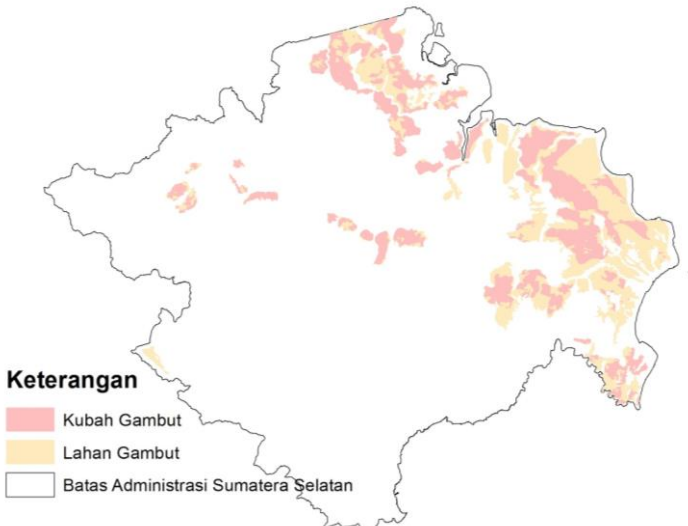 Keterangan
Kubah Gambut
Lahan Gambut
Batas Administrasi Sumatera Selatan